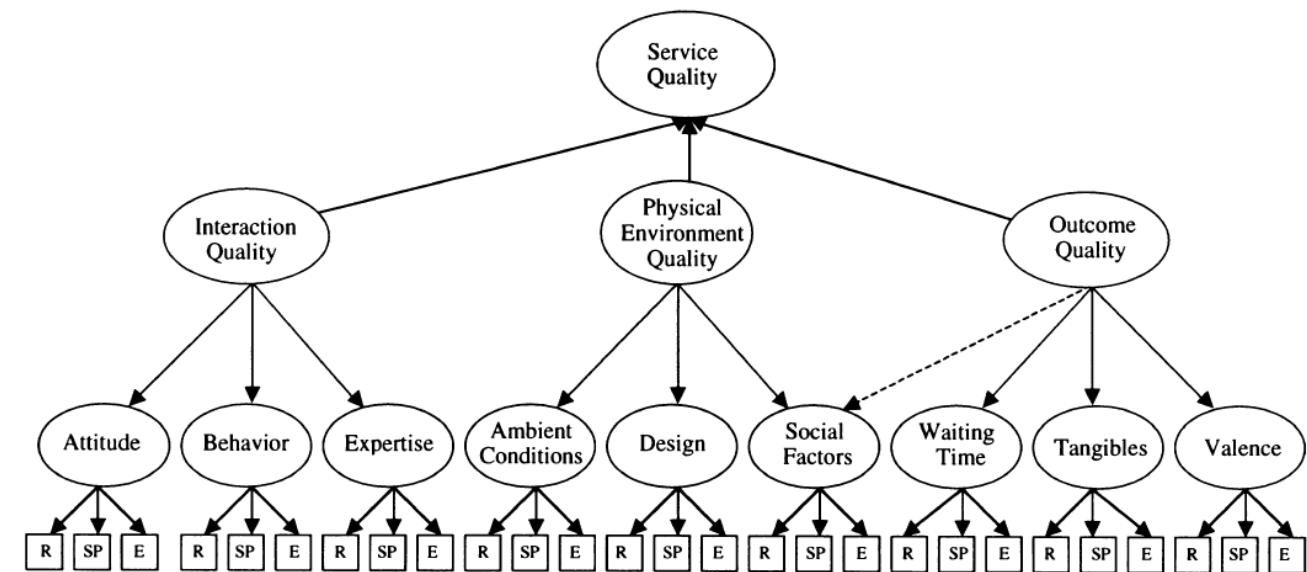 Service
Quality
Interaction
Quality
Physical
Environment
Quality
Outcome
Quality
Attitude
Behavior
Expertise
Ambient
Conditions
Design
Social
Factors
Waiting
Time
Tangibles
Valence
R SP E R SP E R SP E R SP E R SP E R SP E R SP E R SP E R SP E